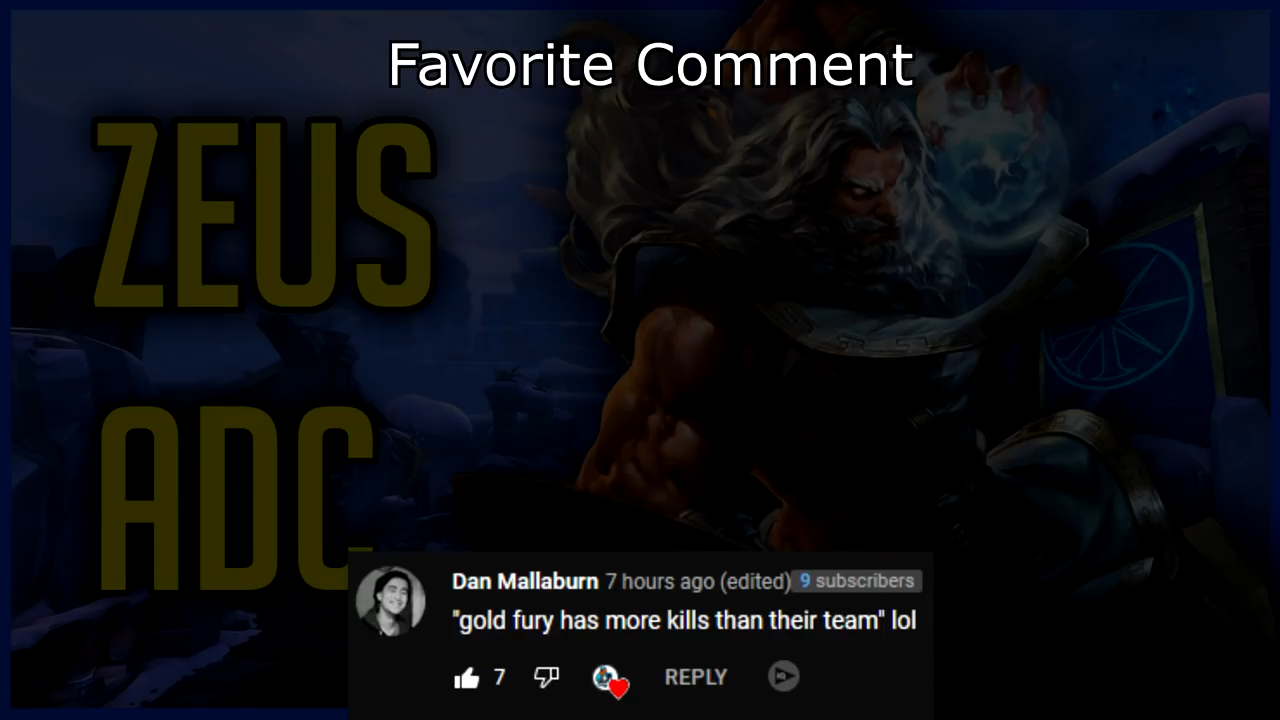 Favorite Comment
ZEUS
ADC
Dan Mallaburn 7 hours ago (edited) 9 subscribers
"gold fury has more kills than their team" lol
7 REPLY